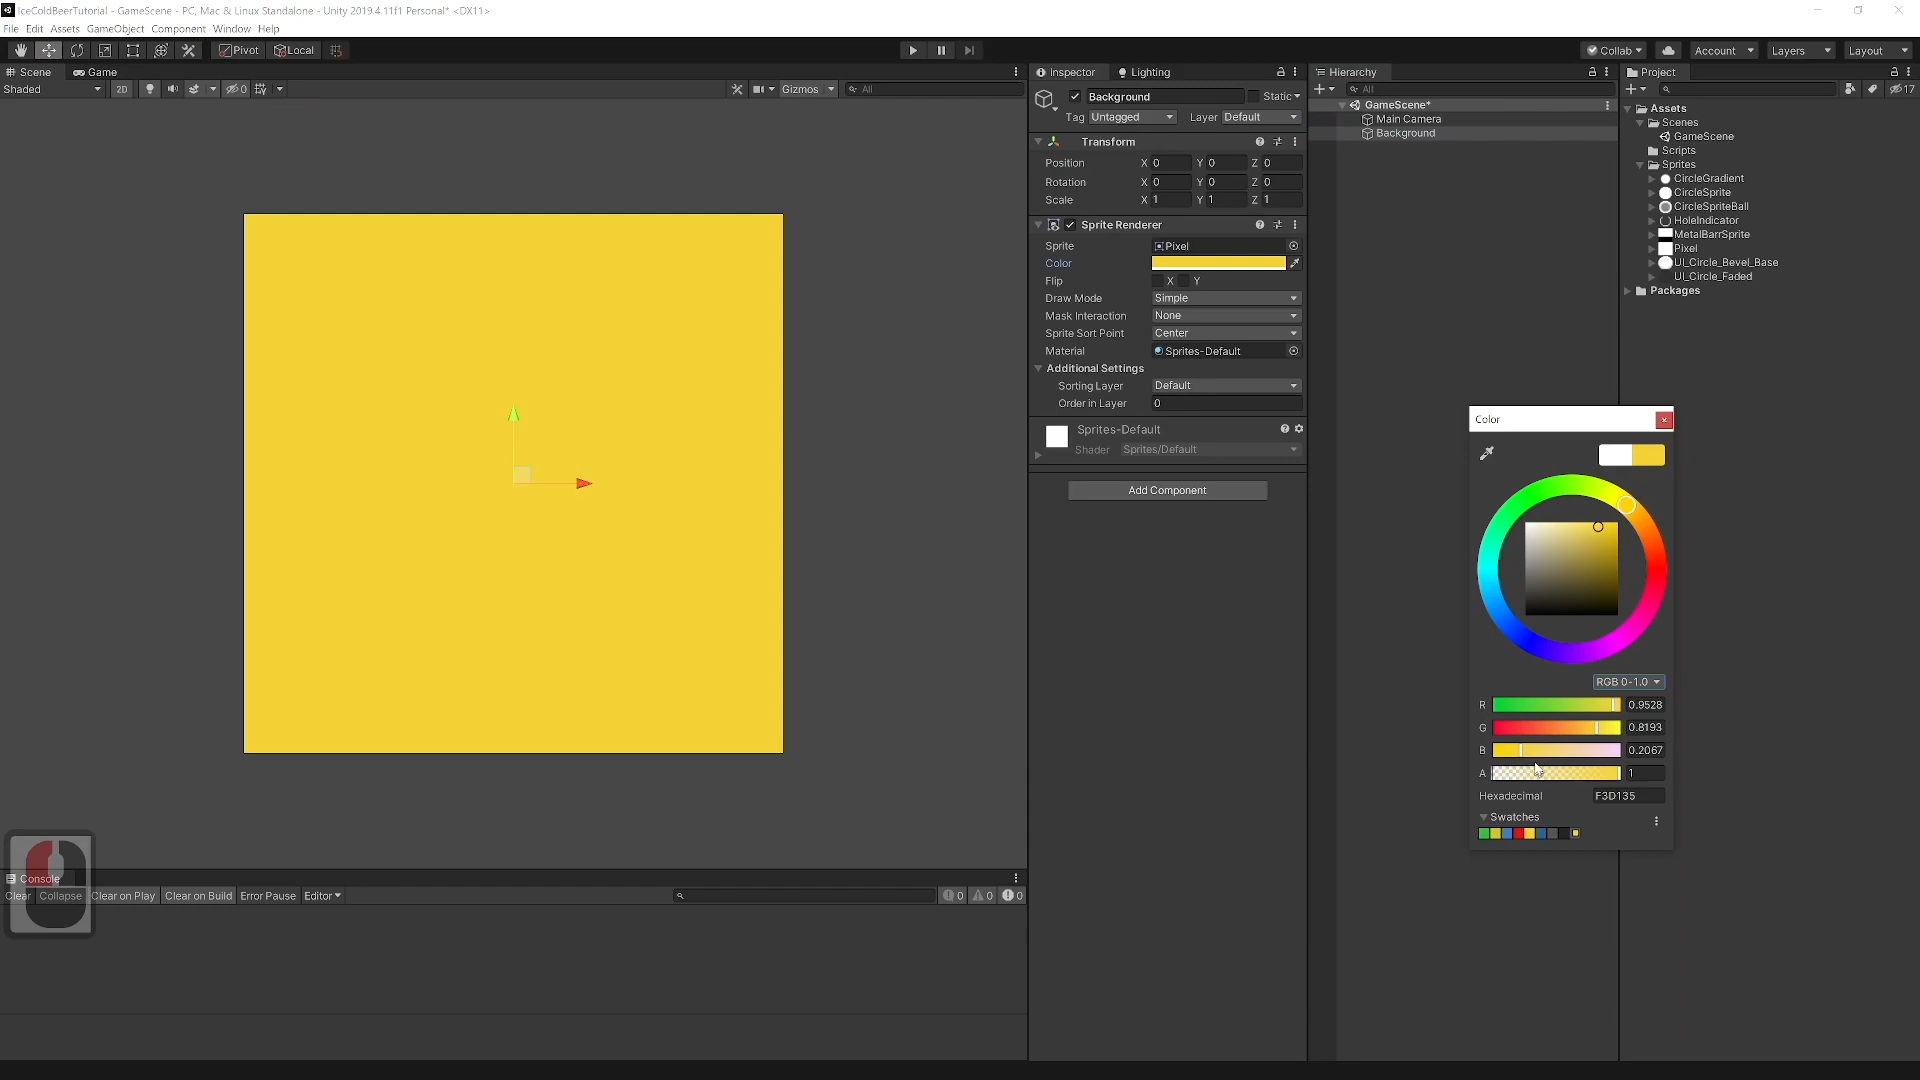 IceColdBeerTutorial - GameScene - PC, Mac & Linux Standalone - Unity 2019.4.11f1 Personal* <DX11>
File Edit Assets GameObject Component Window Help
Pivot Local Collab Account Layers Layout
Scene Game
Shaded 2D 0 Gizmos All
Inspector Lighting
Background Static
Tag Untagged Layer Default
Transform
Position X 0 Y 0 Z 0
Rotation X 0 Y 0 Z 0
Scale X 1 Y 1 Z 1
Sprite Renderer
Sprite Pixel
Color
Flip X Y
Draw Mode Simple
Mask Interaction None
Sprite Sort Point Center
Material Sprites-Default
Additional Settings
Sorting Layer Default
Order in Layer 0
Sprites-Default
Shader Sprites/Default
Add Component
Hierarchy
All
GameScene*
Main Camera
Background
Project
17
Assets
Scenes
GameScene
Scripts
Sprites
CircleGradient
CircleSprite
CircleSpriteBall
HoleIndicator
MetalBarrSprite
Pixel
UI_Circle_Bevel_Base
UI_Circle_Faded
Packages
Color
RGB 0-1.0
R 0.9528
G 0.8193
B 0.2067
A 1
Hexadecimal F3D135
Swatches
Console
Clear Collapse Clear on Play Clear on Build Error Pause Editor 0 0 0